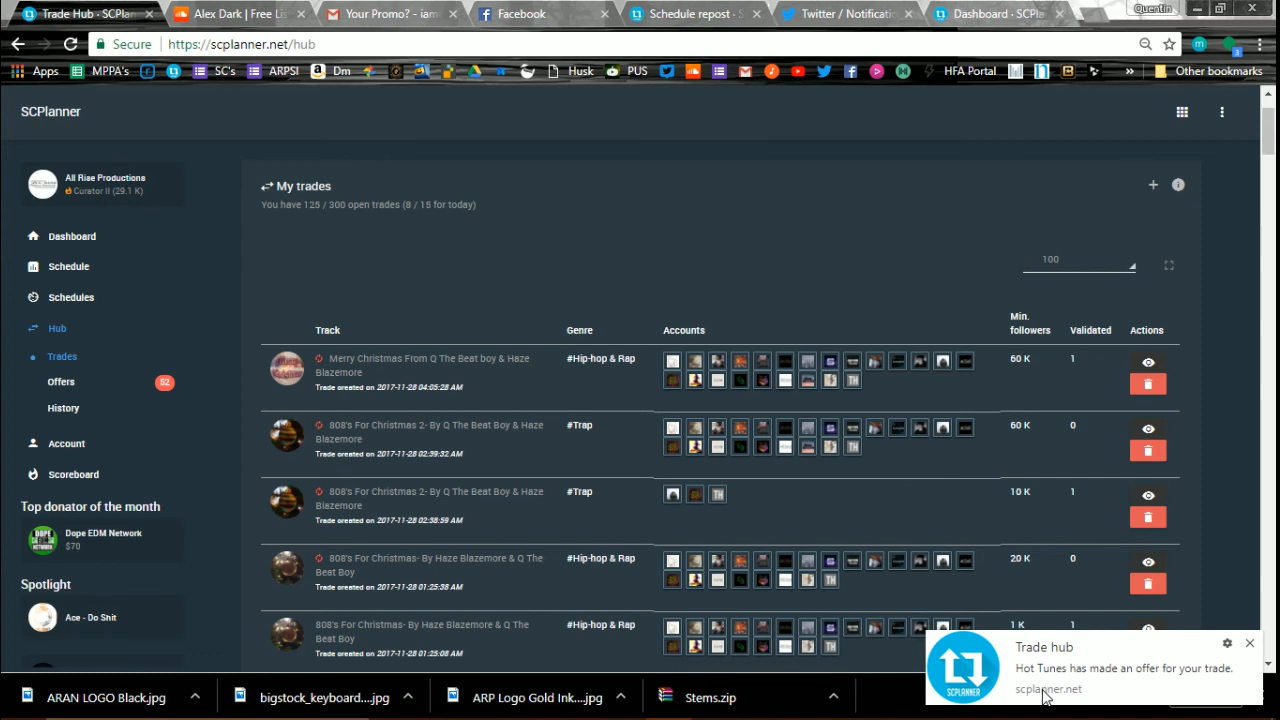 Trade Hub - SCPlan
Alex Dark | Free Lis
Your Promo? - iam
Facebook
Schedule repost -
Twitter / Notificati
Dashboard - SCPla
Quentin
Secure
https://scplanner.net/hub
3
Apps
MPPA's
SC's
ARPSI
Dm
Husk
PUS
HFA Portal
»
Other bookmarks
SCPlanner
All Rise Productions
Curator II (29.1 K)
My trades
You have 125 / 300 open trades (8 / 15 for today)
Dashboard
Schedule
100
Schedules
Hub
Trades
Offers
52
History
Account
Scoreboard
Top donator of the month
Dope EDM Network
$70
Spotlight
Ace - Do Shit
Track
Genre
Accounts
Min. followers
Validated
Actions
Merry Christmas From Q The Beat boy & Haze
Blazemore
Trade created on 2017-11-28 04:05:28 AM
#Hip-hop & Rap
TH
60 K
1
808's For Christmas 2- By Q The Beat Boy & Haze
Blazemore
Trade created on 2017-11-28 02:39:32 AM
#Trap
TH
60 K
0
808's For Christmas 2- By Q The Beat Boy & Haze
Blazemore
Trade created on 2017-11-28 02:38:59 AM
#Trap
TH
10 K
1
808's For Christmas- By Haze Blazemore & Q The
Beat Boy
Trade created on 2017-11-28 01:25:38 AM
#Hip-hop & Rap
TH
20 K
0
808's For Christmas- By Haze Blazemore & Q The
Beat Boy
Trade created on 2017-11-28 01:25:08 AM
#Hip-hop & Rap
TH
1 K
1
SCPLANNER
Trade hub
Hot Tunes has made an offer for your trade.
scplanner.net
ARAN LOGO Black.jpg
bigstock_keyboard....jpg
ARP Logo Gold Ink....jpg
Stems.zip